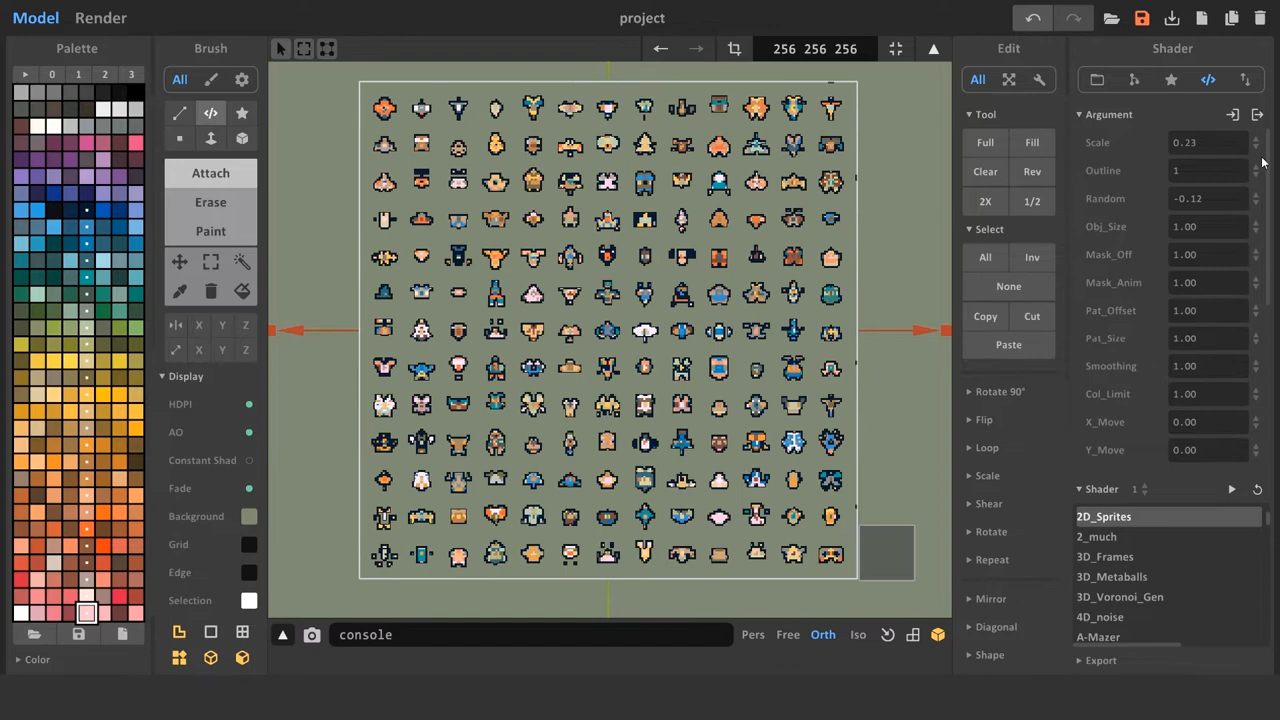 Model Render project
Palette Brush 256 256 256 Edit Shader
0 1 2 3
All All
Argument
Tool
Scale 0.23
Full Fill
Outline 1
Attach
Clear Rev
Random -0.12
Erase
2X 1/2
Obj_Size 1.00
Paint
Select
Mask_Off 1.00
All Inv
Mask_Anim 1.00
None
Pat_Offset 1.00
Copy Cut
X Y Z
Pat_Size 1.00
Paste
X Y Z
Smoothing 1.00
Display
Rotate 90°
Col_Limit 1.00
HDPI
Flip
X_Move 0.00
AO
Loop
Y_Move 0.00
Constant Shad
Scale
Shader 1
Fade
Shear
2D_Sprites
Background
Rotate
2_much
Grid
Repeat
3D_Frames
Edge
3D_Metaballs
Selection
Mirror
3D_Voronoi_Gen
Diagonal
4D_noise
console Pers Free Orth Iso
A-Mazer
Color
Shape
Export